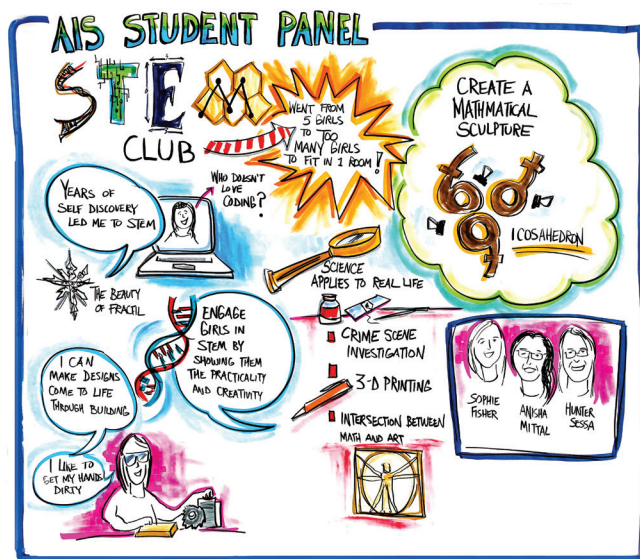 AIS STUDENT PANEL
STEM
CLUB
WENT FROM
5 GIRLS
TO TOO
MANY GIRLS
TO FIT IN 1 ROOM!
CREATE A
MATHMATICAL
SCULPTURE
ICOSAHEDRON
YEARS OF
SELF DISCOVERY
LED ME TO STEM
WHO DOESN'T
LOVE
CODING?
THE BEAUTY
OF FRACTIL
SCIENCE
APPLIES TO REAL LIFE
ENGAGE
GIRLS IN
STEM BY
SHOWING THEM
THE PRACTICALITY
AND CREATIVITY
CRIME SCENE
INVESTIGATION
3-D PRINTING
INTERSECTION BETWEEN
MATH AND ART
I CAN
MAKE DESIGNS
COME TO LIFE
THROUGH BUILDING
I LIKE TO
GET MY HANDS
DIRTY
SOPHIE
FISHER
ANISHA
MITTAL
HUNTER
SESSA